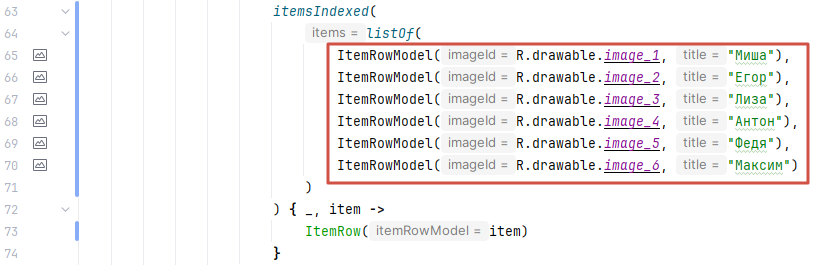 63 itemsIndexed(
64 items = listOf(
65 ItemRowModel( imageId = R.drawable.image_1, title = "Миша"),
66 ItemRowModel( imageId = R.drawable.image_2, title = "Егор"),
67 ItemRowModel( imageId = R.drawable.image_3, title = "Лиза"),
68 ItemRowModel( imageId = R.drawable.image_4, title = "Антон"),
69 ItemRowModel( imageId = R.drawable.image_5, title = "Федя"),
70 ItemRowModel( imageId = R.drawable.image_6, title = "Максим")
71 )
72 ) { _, item ->
73 ItemRow( itemRowModel = item)
74 }